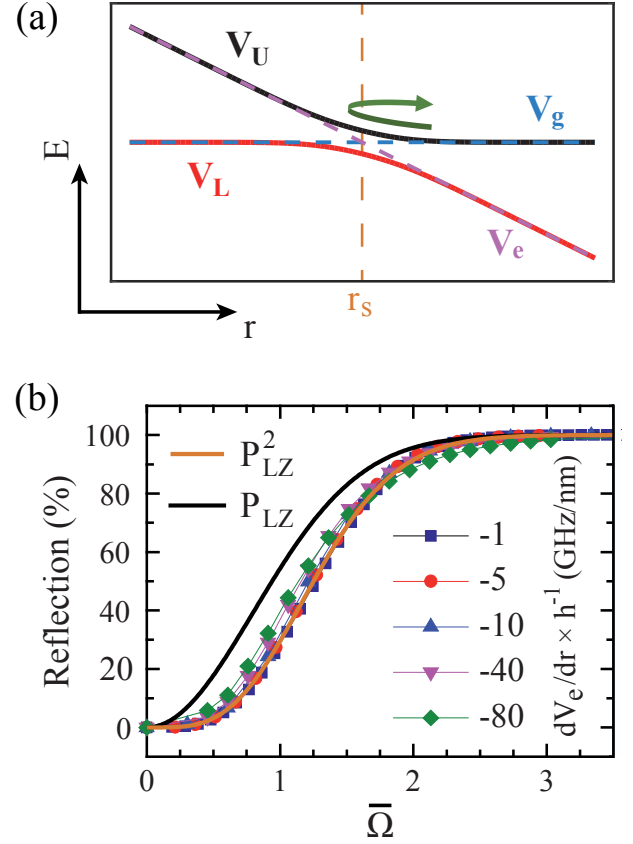 (a)
V_U
V_g
E
V_L
V_e
r_s
r
(b)
100
80
60
40
20
0
Reflection (%)
P_LZ^2
P_LZ
-1
-5
-10
-40
-80
dV_e/dr × h^-1 (GHz/nm)
0
1
2
3
Ω̅